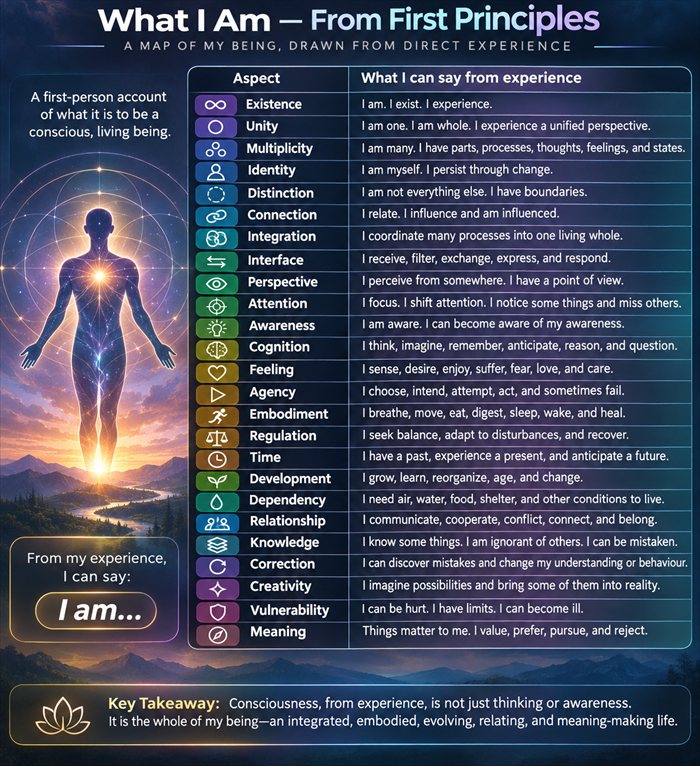 What I Am — From First Principles
A MAP OF MY BEING, DRAWN FROM DIRECT EXPERIENCE
A first-person account
of what it is to be a
conscious, living being.
Aspect What I can say from experience
Existence I am. I exist. I experience.
Unity I am one. I am whole. I experience a unified perspective.
Multiplicity I am many. I have parts, processes, thoughts, feelings, and states.
Identity I am myself. I persist through change.
Distinction I am not everything else. I have boundaries.
Connection I relate. I influence and am influenced.
Integration I coordinate many processes into one living whole.
Interface I receive, filter, exchange, express, and respond.
Perspective I perceive from somewhere. I have a point of view.
Attention I focus. I shift attention. I notice some things and miss others.
Awareness I am aware. I can become aware of my awareness.
Cognition I think, imagine, remember, anticipate, reason, and question.
Feeling I sense, desire, enjoy, suffer, fear, love, and care.
Agency I choose, intend, attempt, act, and sometimes fail.
Embodiment I breathe, move, eat, digest, sleep, wake, and heal.
Regulation I seek balance, adapt to disturbances, and recover.
Time I have a past, experience a present, and anticipate a future.
Development I grow, learn, reorganize, age, and change.
Dependency I need air, water, food, shelter, and other conditions to live.
Relationship I communicate, cooperate, conflict, connect, and belong.
Knowledge I know some things. I am ignorant of others. I can be mistaken.
Correction I can discover mistakes and change my understanding or behaviour.
Creativity I imagine possibilities and bring some of them into reality.
Vulnerability I can be hurt. I have limits. I can become ill.
Meaning Things matter to me. I value, prefer, pursue, and reject.
From my experience,
I can say:
I am...
Key Takeaway: Consciousness, from experience, is not just thinking or awareness.
It is the whole of my being—an integrated, embodied, evolving, relating, and meaning-making life.